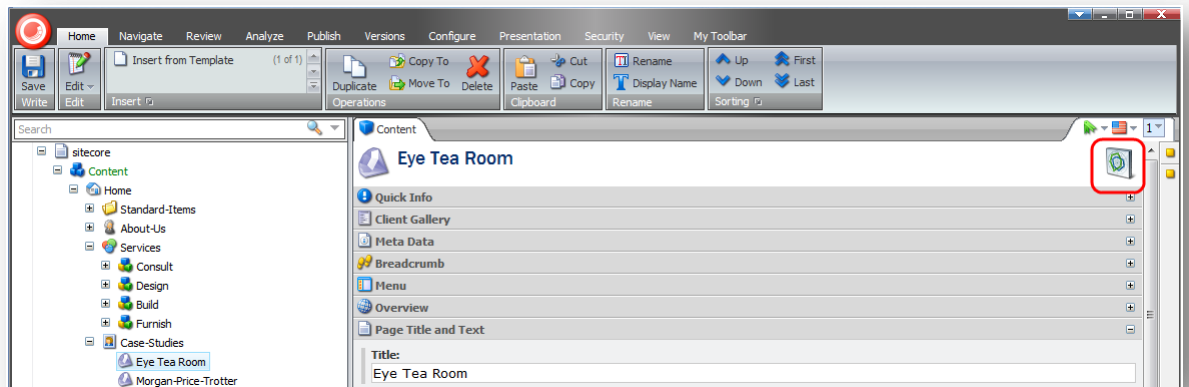 Home Navigate Review Analyze Publish Versions Configure Presentation Security View My Toolbar
Insert from Template (1 of 1) Copy To Cut Rename Up First
Save Edit Duplicate Move To Delete Paste Copy Display Name Down Last
Write Edit Insert Operations Clipboard Rename Sorting
Search Content 1
sitecore
Eye Tea Room
Content
Home
Quick Info
Standard-Items
Client Gallery
About-Us
Meta Data
Services
Breadcrumb
Consult
Design
Menu
Build
Overview
Furnish
Page Title and Text
Case-Studies
Title:
Eye Tea Room
Eye Tea Room
Morgan-Price-Trotter